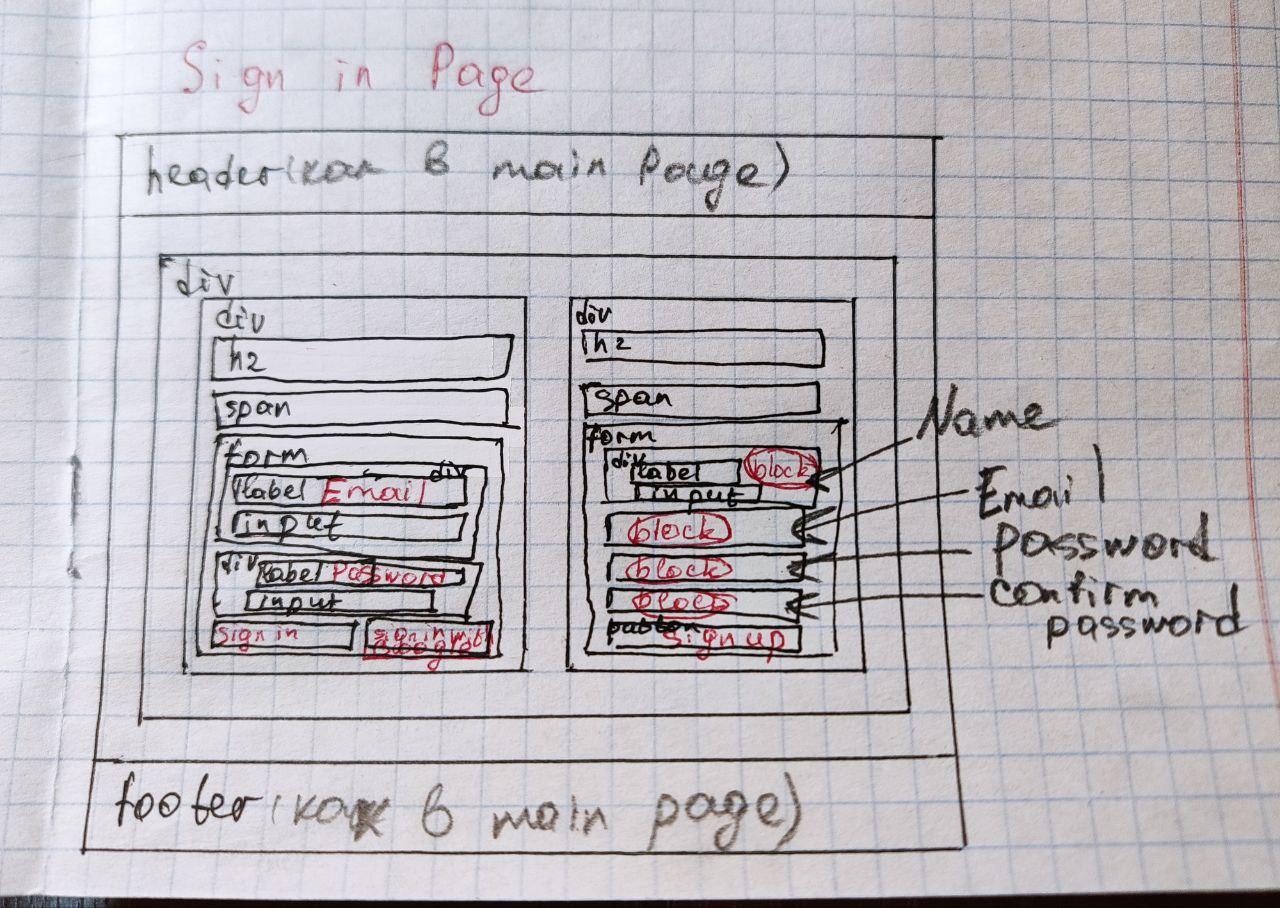 Sign in Page
header(как в main Pauge)
div
div
h2
span
form
div
label Email
input
div
label Password
input
sign in
sign in with
div
h2
span
form
div
label
block
input
block
block
block
button
Sign up
Name
Email
password
confirm
password
footer(как в main page)